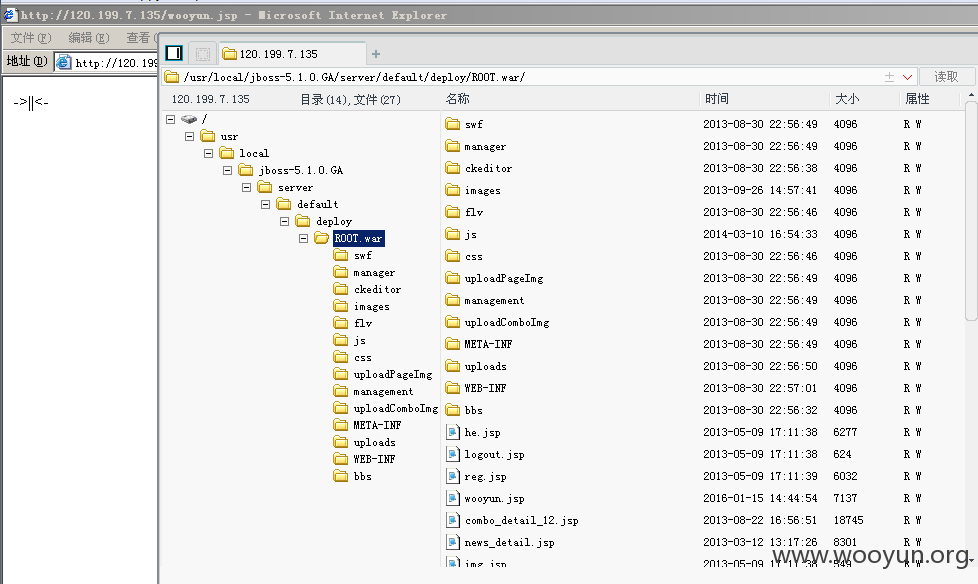 http://120.199.7.135/wooyun.jsp - Microsoft Internet Explorer
文件(F) 编辑(E) 查看(
地址(D) http://120.199
->||<-
120.199.7.135 +
/usr/local/jboss-5.1.0.GA/server/default/deploy/ROOT.war/ 读取
120.199.7.135 目录(14),文件(27)
/
usr
local
jboss-5.1.0.GA
server
default
deploy
ROOT.war
swf
manager
ckeditor
images
flv
js
css
uploadPageImg
management
uploadComboImg
META-INF
uploads
WEB-INF
bbs
名称 时间 大小 属性
swf 2013-08-30 22:56:49 4096 R W
manager 2013-08-30 22:56:49 4096 R W
ckeditor 2013-08-30 22:56:38 4096 R W
images 2013-09-26 14:57:41 4096 R W
flv 2013-08-30 22:56:46 4096 R W
js 2014-03-10 16:54:33 4096 R W
css 2013-08-30 22:56:46 4096 R W
uploadPageImg 2013-08-30 22:56:49 4096 R W
management 2013-08-30 22:56:49 4096 R W
uploadComboImg 2013-08-30 22:56:49 4096 R W
META-INF 2013-08-30 22:56:49 4096 R W
uploads 2013-08-30 22:56:50 4096 R W
WEB-INF 2013-08-30 22:57:01 4096 R W
bbs 2013-08-30 22:56:32 4096 R W
he.jsp 2013-05-09 17:11:38 6277 R W
logout.jsp 2013-05-09 17:11:38 624 R W
reg.jsp 2013-05-09 17:11:39 6032 R W
wooyun.jsp 2016-01-15 14:44:54 7137 R W
combo_detail_12.jsp 2013-08-22 16:56:51 18745 R W
news_detail.jsp 2013-03-12 13:17:26 8301 R W
img.jsp 2013-05-09 17:11:38 549 R W
www.wooyun.org